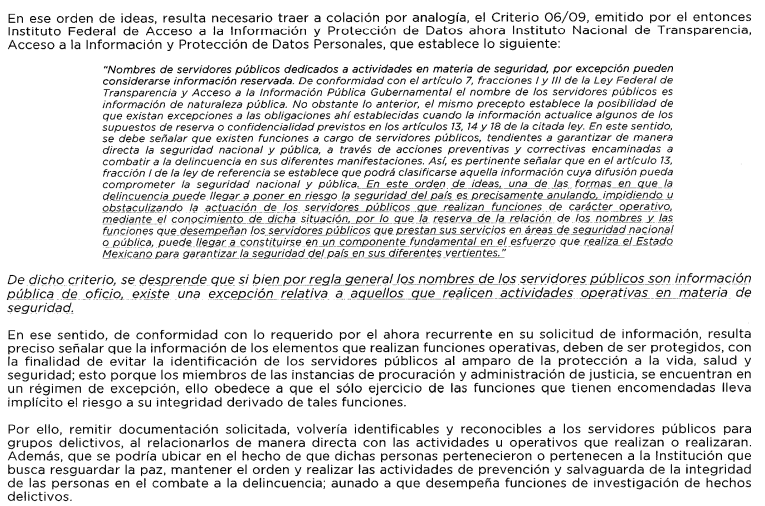 En ese orden de ideas, resulta necesario traer a colación por analogía, el Criterio 06/09, emitido por el entonces
Instituto Federal de Acceso a la Información y Protección de Datos ahora Instituto Nacional de Transparencia,
Acceso a la Información y Protección de Datos Personales, que establece lo siguiente:
"Nombres de servidores públicos dedicados a actividades en materia de seguridad, por excepción pueden
considerarse información reservada. De conformidad con el artículo 7, fracciones I y III de la Ley Federal de
Transparencia y Acceso a la Información Pública Gubernamental el nombre de los servidores públicos es
información de naturaleza pública. No obstante lo anterior, el mismo precepto establece la posibilidad de
que existan excepciones a las obligaciones ahí establecidas cuando la información actualice algunos de los
supuestos de reserva o confidencialidad previstos en los artículos 13, 14 y 18 de la citada ley. En este sentido,
se debe señalar que existen funciones a cargo de servidores públicos, tendientes a garantizar de manera
directa la seguridad nacional y pública, a través de acciones preventivas y correctivas encaminadas a
combatir a la delincuencia en sus diferentes manifestaciones. Así, es pertinente señalar que en el artículo 13,
fracción I de la ley de referencia se establece que podrá clasificarse aquella información cuya difusión pueda
comprometer la seguridad nacional y pública. En este orden de ideas, una de las formas en que la
delincuencia puede llegar a poner en riesgo la seguridad del país es precisamente anulando, impidiendo u
obstaculizando la actuación de los servidores públicos que realizan funciones de carácter operativo,
mediante el conocimiento de dicha situación, por lo que la reserva de la relación de los nombres y las
funciones que desempeñan los servidores públicos que prestan sus servicios en áreas de seguridad nacional
o pública, puede llegar a constituirse en un componente fundamental en el esfuerzo que realiza el Estado
Mexicano para garantizar la seguridad del país en sus diferentes vertientes."
De dicho criterio, se desprende que si bien por regla general los nombres de los servidores públicos son información
pública de oficio, existe una excepción relativa a aquellos que realicen actividades operativas en materia de
seguridad.
En ese sentido, de conformidad con lo requerido por el ahora recurrente en su solicitud de información, resulta
preciso señalar que la información de los elementos que realizan funciones operativas, deben de ser protegidos, con
la finalidad de evitar la identificación de los servidores públicos al amparo de la protección a la vida, salud y
seguridad; esto porque los miembros de las instancias de procuración y administración de justicia, se encuentran en
un régimen de excepción, ello obedece a que el sólo ejercicio de las funciones que tienen encomendadas lleva
implícito el riesgo a su integridad derivado de tales funciones.
Por ello, remitir documentación solicitada, volvería identificables y reconocibles a los servidores públicos para
grupos delictivos, al relacionarlos de manera directa con las actividades u operativos que realizan o realizaran.
Además, que se podría ubicar en el hecho de que dichas personas pertenecieron o pertenecen a la Institución que
busca resguardar la paz, mantener el orden y realizar las actividades de prevención y salvaguarda de la integridad
de las personas en el combate a la delincuencia; aunado a que desempeña funciones de investigación de hechos
delictivos.